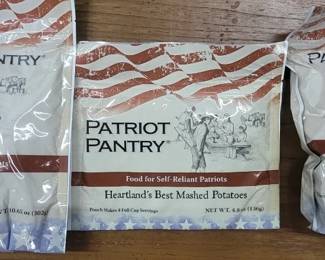 PANTRY®
PATRIOT
PANTRY®
Food for Self-Reliant Patriots
Heartland's Best Mashed Potatoes
Pouch Makes 4 Full Cup Servings
NET WT.